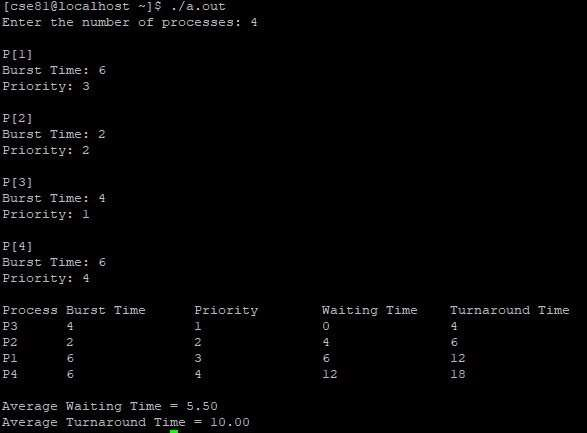 [cse81@localhost ~]$ ./a.out
Enter the number of processes: 4
P[1]
Burst Time: 6
Priority: 3
P[2]
Burst Time: 2
Priority: 2
P[3]
Burst Time: 4
Priority: 1
P[4]
Burst Time: 6
Priority: 4
Process Burst Time Priority Waiting Time Turnaround Time
P3 4 1 0 4
P2 2 2 4 6
P1 6 3 6 12
P4 6 4 12 18
Average Waiting Time = 5.50
Average Turnaround Time = 10.00